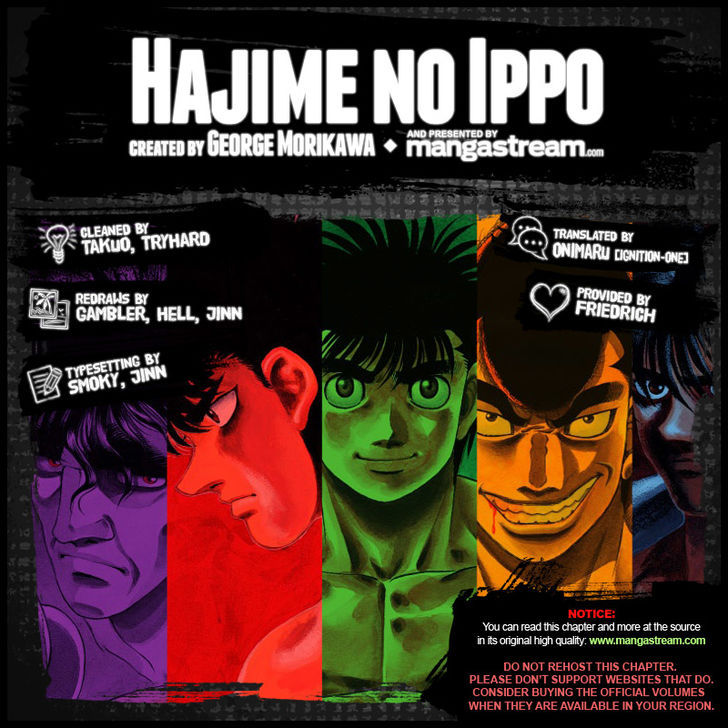 HAJIME NO IPPO
CREATED BY GEORGE MORIKAWA ◆ AND PRESENTED BY mangastream.com
CLEANED BY
TAKUO, TRYHARD
REDRAWS BY
GAMBLER, HELL, JINN
TYPESETTING BY
SMOKY, JINN
TRANSLATED BY
ONIMARU [IGNITION-ONE]
PROVIDED BY
FRIEDRICH
NOTICE:
You can read this chapter and more at the source
in its original high quality: www.mangastream.com
DO NOT REHOST THIS CHAPTER.
PLEASE DON'T SUPPORT WEBSITES THAT DO.
CONSIDER BUYING THE OFFICIAL VOLUMES
WHEN THEY ARE AVAILABLE IN YOUR REGION.